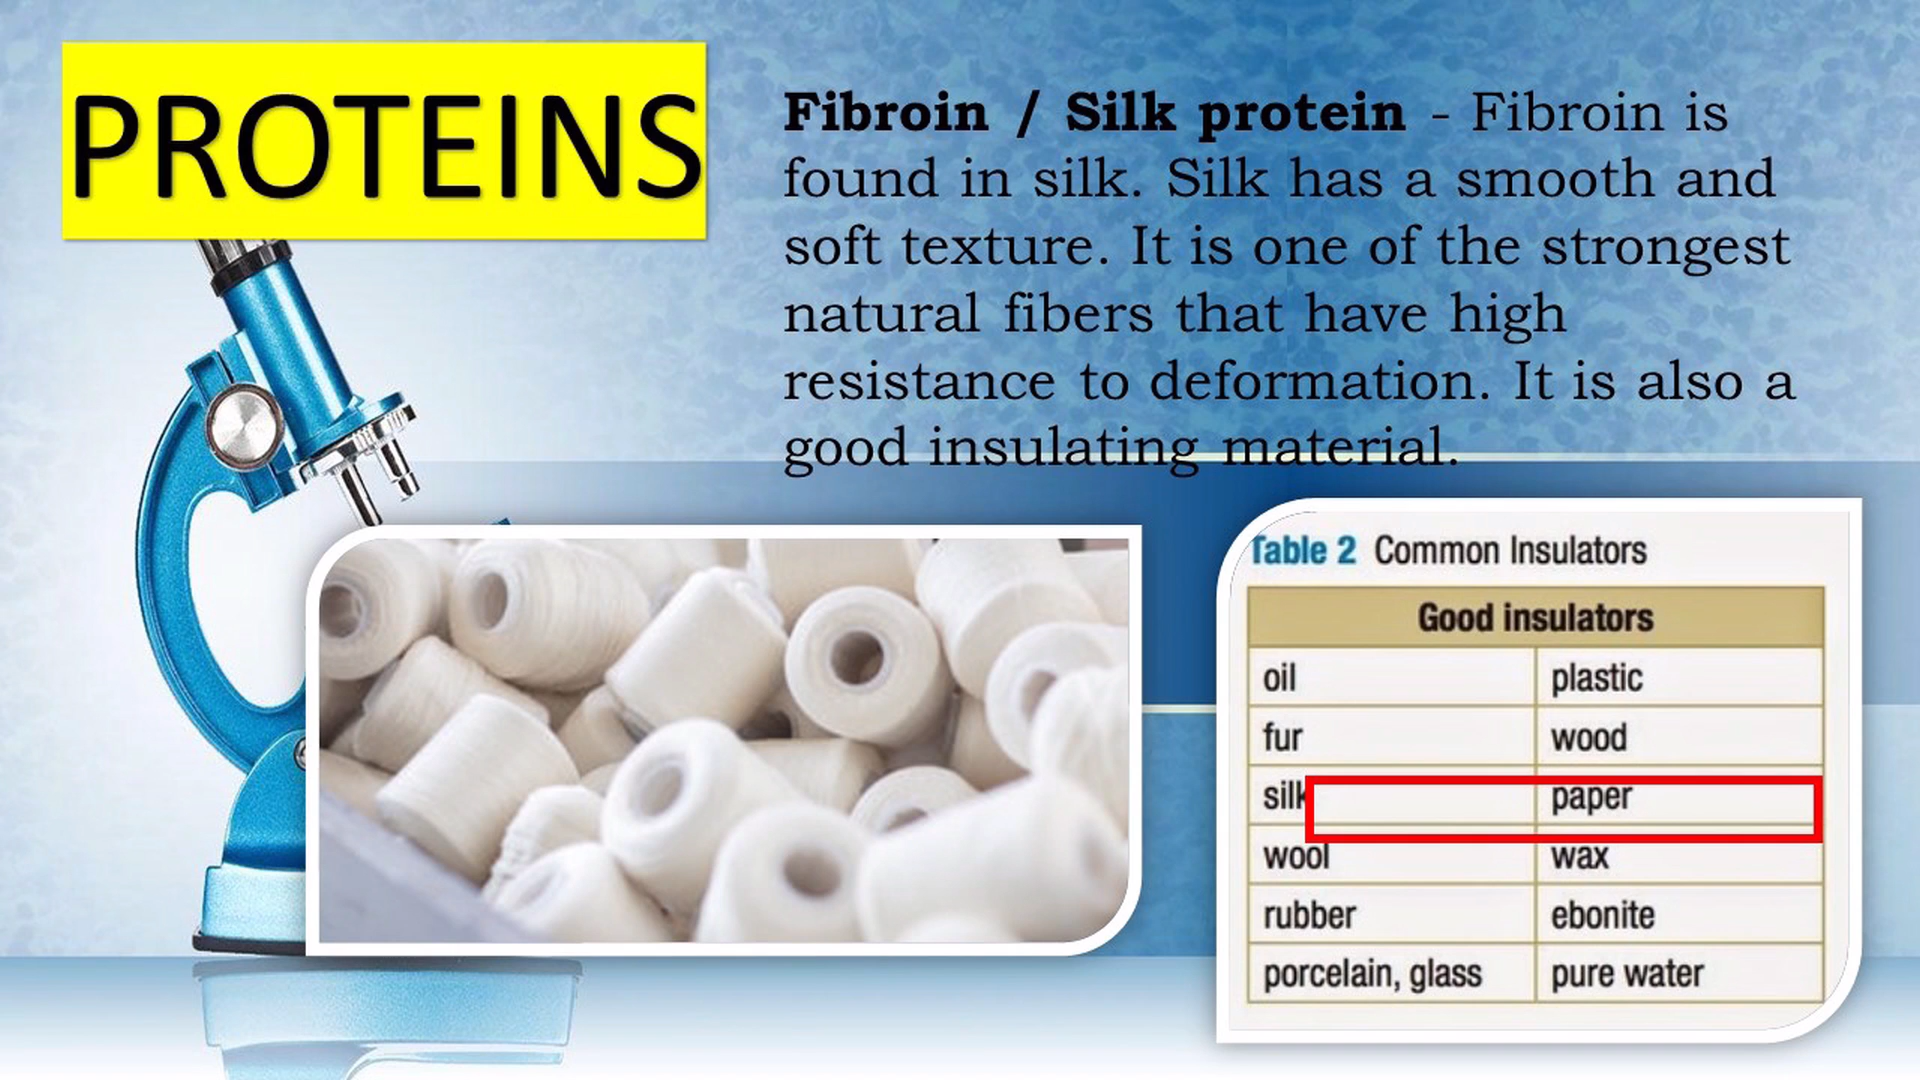 PROTEINS
Fibroin / Silk protein - Fibroin is
found in silk. Silk has a smooth and
soft texture. It is one of the strongest
natural fibers that have high
resistance to deformation. It is also a
good insulating material.
Table 2 Common Insulators
Good insulators
oil plastic
fur wood
silk paper
wool wax
rubber ebonite
porcelain, glass pure water